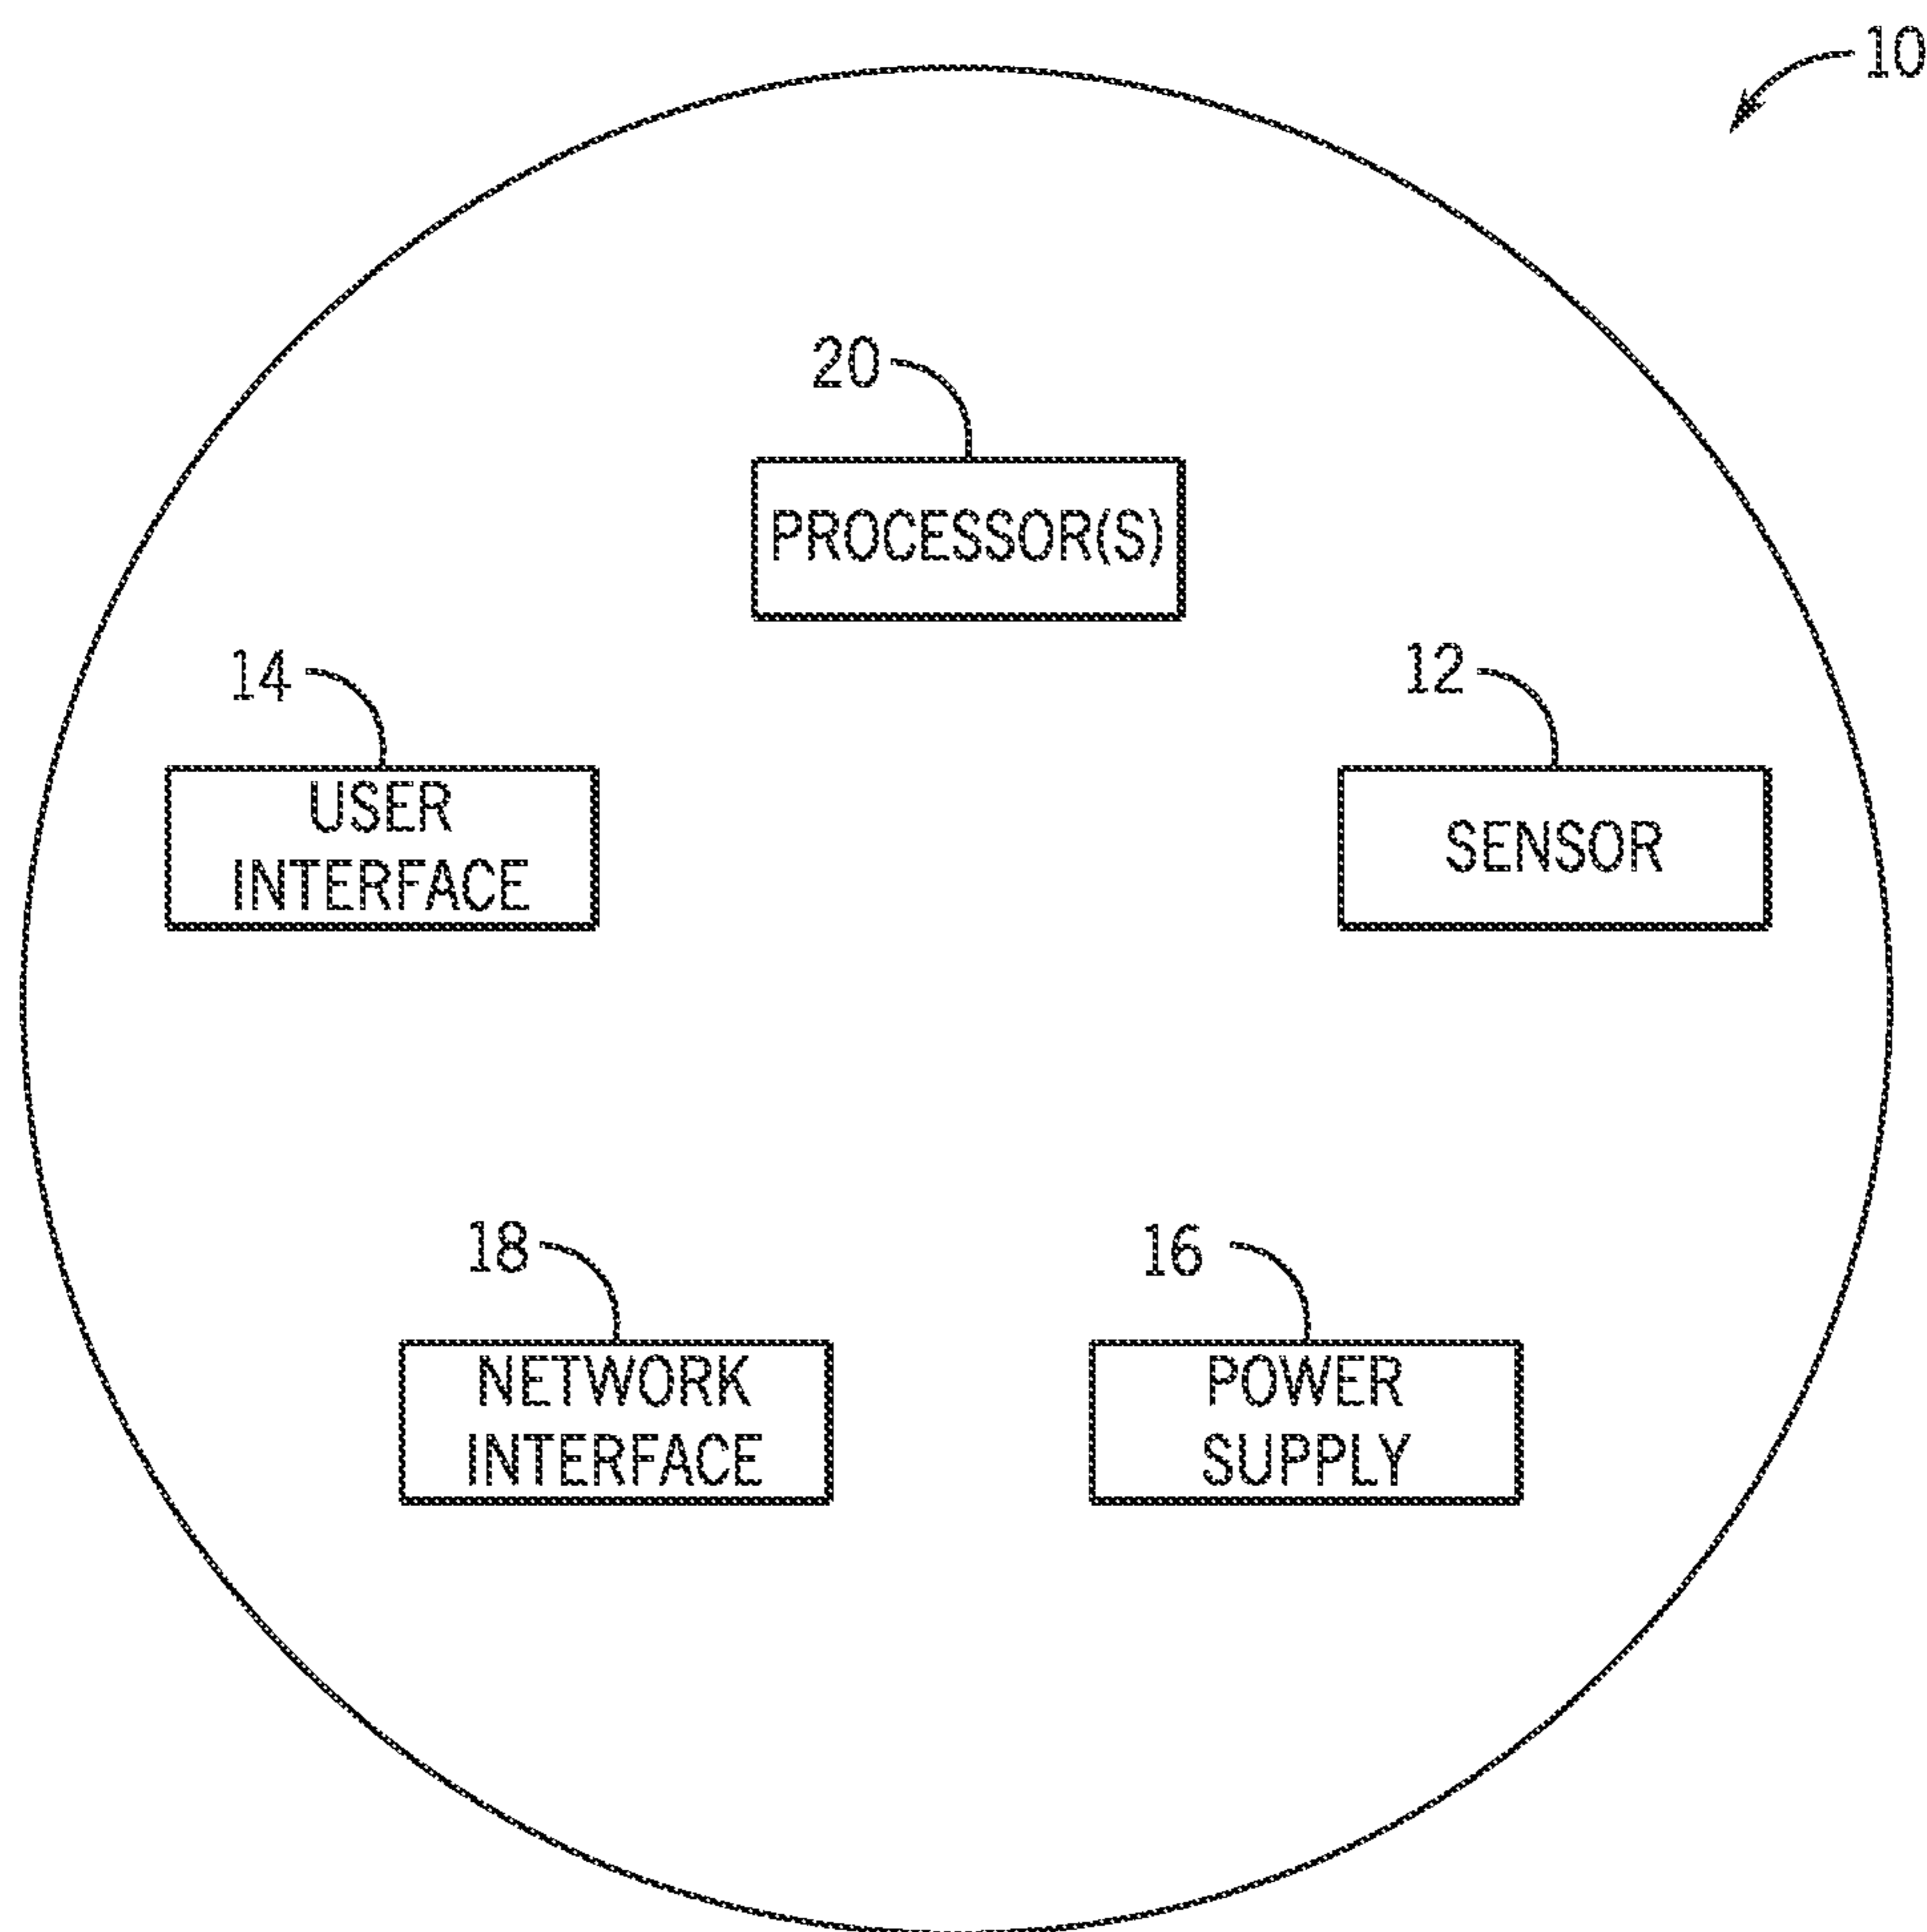 10
20
PROCESSOR(S)
14
12
USER
INTERFACE
SENSOR
18
16
NETWORK
INTERFACE
POWER
SUPPLY